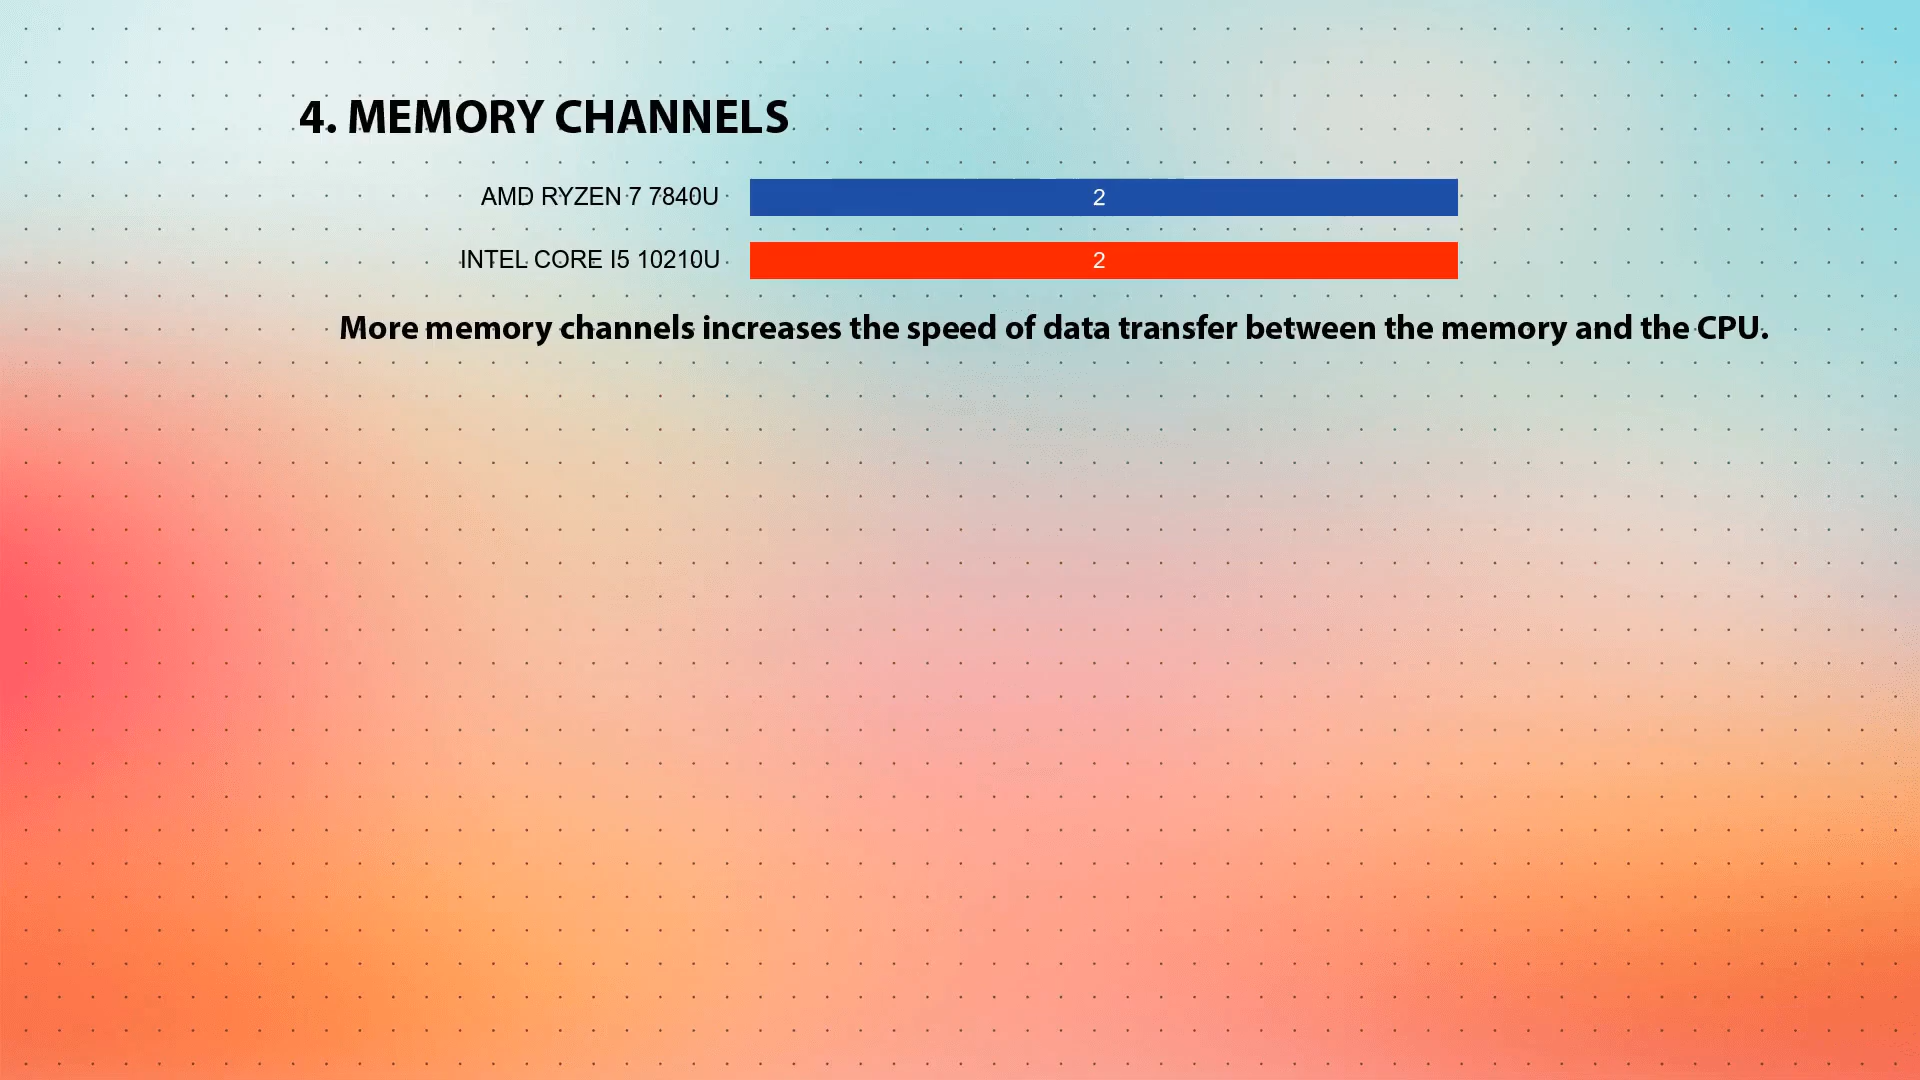 4. MEMORY CHANNELS
AMD RYZEN 7 7840U
2
INTEL CORE I5 10210U
2
More memory channels increases the speed of data transfer between the memory and the CPU.